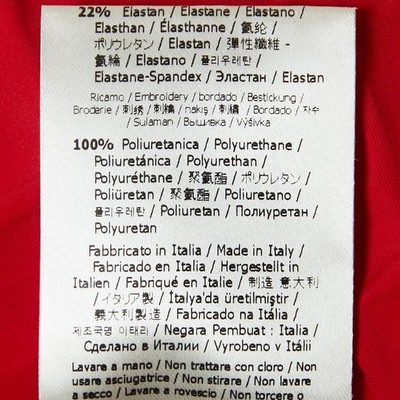 22% Elastan / Elastane / Elastano /
Elasthan / Élasthanne / 氨纶 /
ポリウレタン / Elastan / 彈性纖維 -
氨綸 / Elastano / 폴리우레탄 /
Elastane-Spandex / Эластан / Elastan
Ricamo / Embroidery / bordado / Bestickung /
Broderie / 刺绣 / 刺繍 / nakış / 刺繡 / Bordado / 자수
/ Sulaman / Вышивка / Výšivka
100% Poliuretanica / Polyurethane /
Poliuretánica / Polyurethan /
Polyuréthane / 聚氨酯 / ポリウレタン /
Poliüretan / 聚氨酯 / Poliuretano /
폴리우레탄 / Poliuretan / Полиуретан /
Polyuretan
Fabbricato in Italia / Made in Italy /
Fabricado en Italia / Hergestellt in
Italien / Fabriqué en Italie / 制造 意大利
/ イタリア製 / İtalya'da üretilmiştir /
義大利製造 / Fabricado na Itália /
제조국명 이태리 / Negara Pembuat : Italia /
Сделано в Италии / Vyrobeno v Itálii
Lavare a mano / Non trattare con cloro / Non
usare asciugatrice / Non stirare / Non lavare
a secco / Lavare a rovescio / Non torcere o